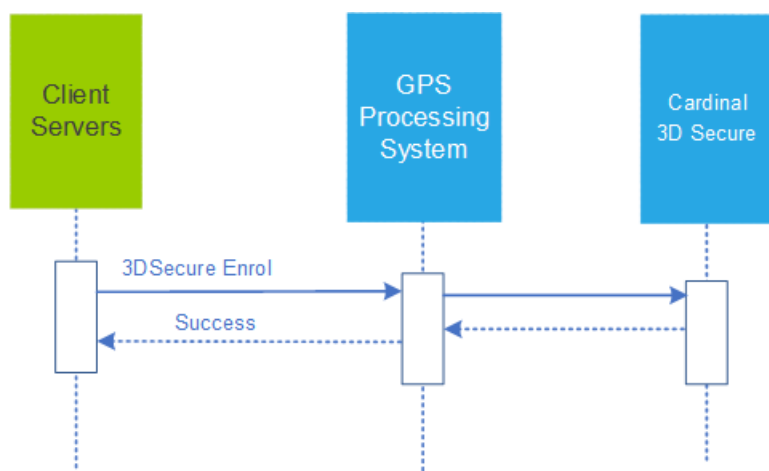 Client
Servers
GPS
Processing
System
Cardinal
3D Secure
3DSecure Enrol
Success